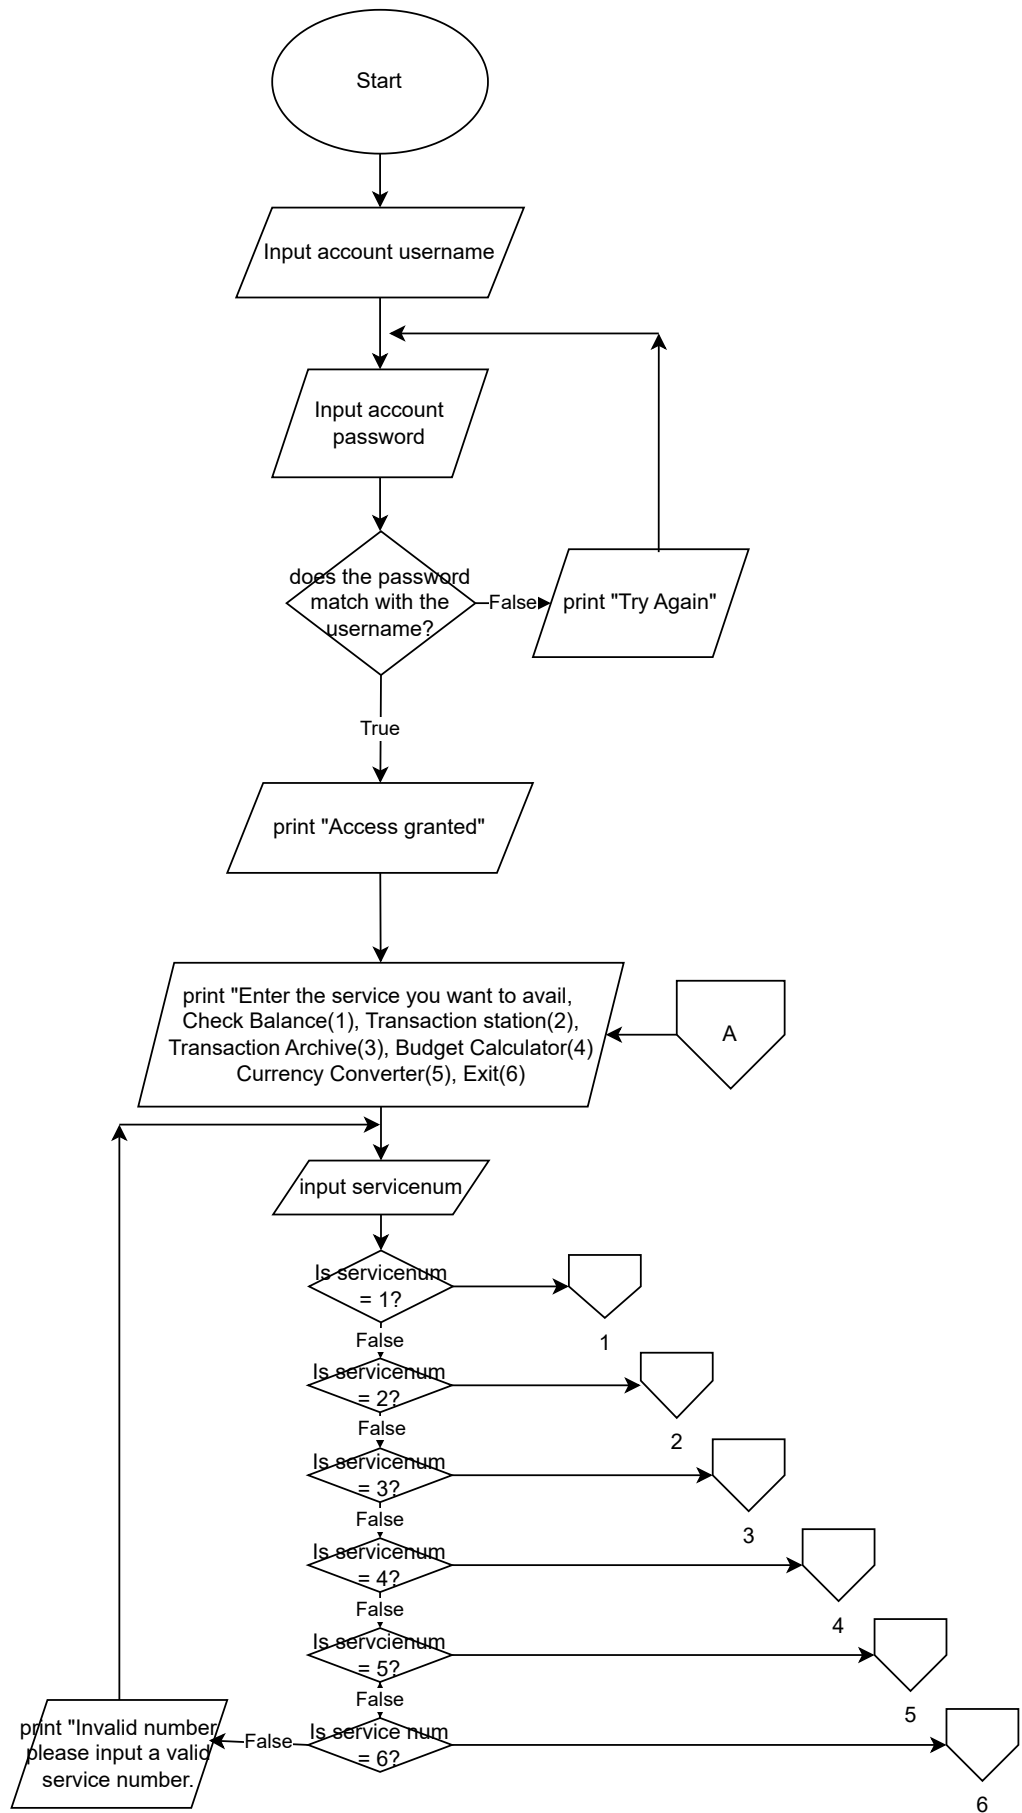 Start
Input account username
Input account
password
does the password
match with the
username?
False
print "Try Again"
True
print "Access granted"
print "Enter the service you want to avail,
Check Balance(1), Transaction station(2),
Transaction Archive(3), Budget Calculator(4)
Currency Converter(5), Exit(6)
A
input servicenum
Is servicenum
= 1?
1
False
Is servicenum
= 2?
2
False
Is servicenum
= 3?
3
False
Is servicenum
= 4?
4
False
Is servcienum
= 5?
5
False
Is service num
= 6?
6
False
print "Invalid number
please input a valid
service number.